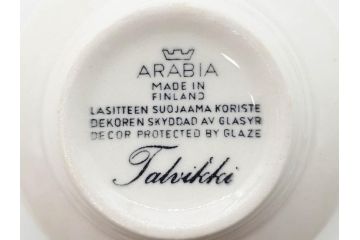 ARABIA
MADE IN
FINLAND
LASITTEEN SUOJAAMA KORISTE
DEKOREN SKYDDAD AV GLASYR
DECOR PROTECTED BY GLAZE
Talvikki